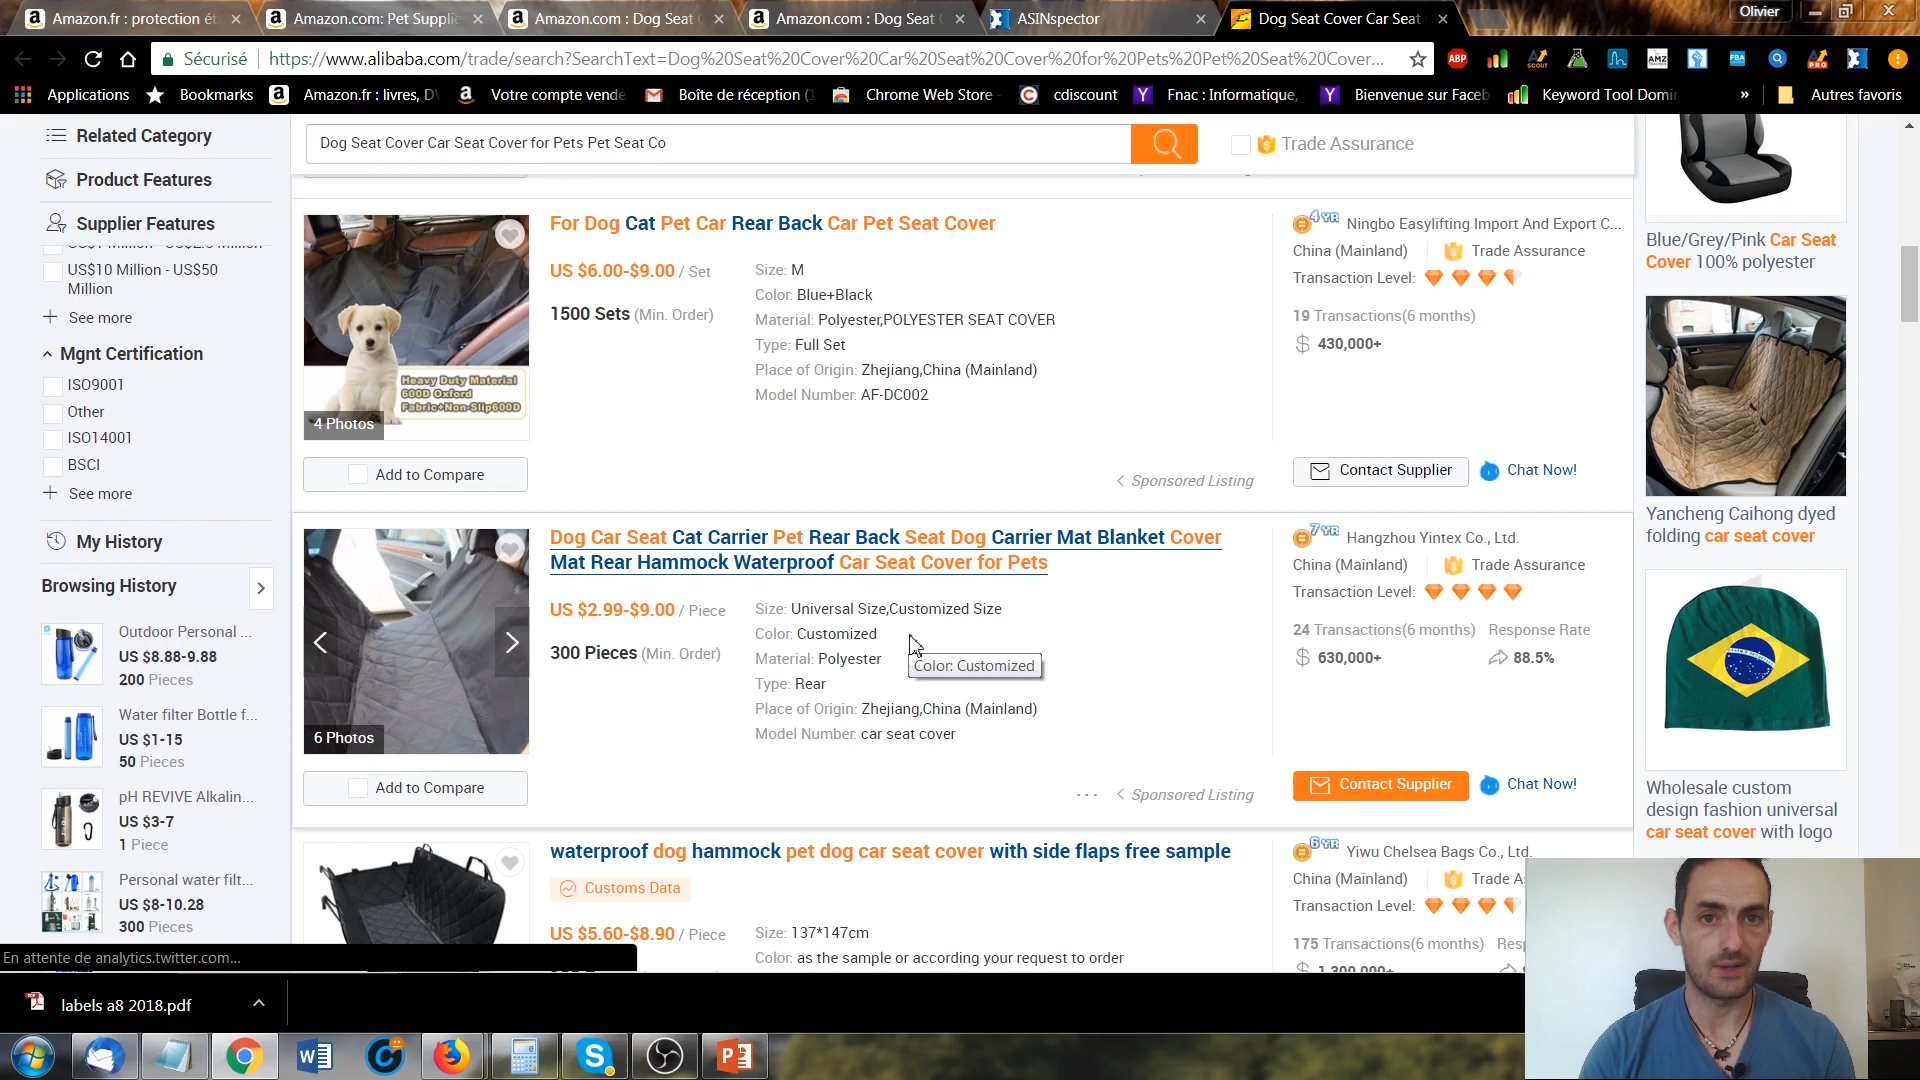 Amazon.fr : protection ét
Amazon.com: Pet Supplie
Amazon.com : Dog Seat C
Amazon.com : Dog Seat C
ASINspector
Dog Seat Cover Car Seat
Olivier
Sécurisé
https://www.alibaba.com/trade/search?SearchText=Dog%20Seat%20Cover%20Car%20Seat%20Cover%20for%20Pets%20Pet%20Seat%20Cover...
Applications
Bookmarks
Amazon.fr : livres, DV
Votre compte vende
Boîte de réception (1
Chrome Web Store
cdiscount
Fnac : Informatique,
Bienvenue sur Faceb
Keyword Tool Domin
»
Autres favoris
Related Category
Product Features
Supplier Features
US$10 Million - US$50
Million
See more
Mgnt Certification
ISO9001
Other
ISO14001
BSCI
See more
My History
Browsing History
Outdoor Personal ...
US $8.88-9.88
200 Pieces
Water filter Bottle f...
US $1-15
50 Pieces
pH REVIVE Alkalin...
US $3-7
1 Piece
Personal water filt...
US $8-10.28
300 Pieces
Dog Seat Cover Car Seat Cover for Pets Pet Seat Co
Trade Assurance
For Dog Cat Pet Car Rear Back Car Pet Seat Cover
US $6.00-$9.00 / Set
1500 Sets (Min. Order)
Size: M
Color: Blue+Black
Material: Polyester,POLYESTER SEAT COVER
Type: Full Set
Place of Origin: Zhejiang,China (Mainland)
Model Number: AF-DC002
Heavy Duty Material
600D Oxford
Fabric+Non-Slip600D
4 Photos
Add to Compare
Sponsored Listing
4 YR
Ningbo Easylifting Import And Export C...
China (Mainland)
Trade Assurance
Transaction Level:
19 Transactions(6 months)
430,000+
Contact Supplier
Chat Now!
Dog Car Seat Cat Carrier Pet Rear Back Seat Dog Carrier Mat Blanket Cover
Mat Rear Hammock Waterproof Car Seat Cover for Pets
US $2.99-$9.00 / Piece
300 Pieces (Min. Order)
Size: Universal Size,Customized Size
Color: Customized
Material: Polyester
Type: Rear
Place of Origin: Zhejiang,China (Mainland)
Model Number: car seat cover
Color: Customized
6 Photos
Add to Compare
Sponsored Listing
7 YR
Hangzhou Yintex Co., Ltd.
China (Mainland)
Trade Assurance
Transaction Level:
24 Transactions(6 months)
Response Rate
630,000+
88.5%
Contact Supplier
Chat Now!
waterproof dog hammock pet dog car seat cover with side flaps free sample
Customs Data
US $5.60-$8.90 / Piece
Size: 137*147cm
Color: as the sample or according your request to order
6 YR
Yiwu Chelsea Bags Co., Ltd.
China (Mainland)
Trade As
Transaction Level:
175 Transactions(6 months)
Resp
1,300,000+
Blue/Grey/Pink Car Seat
Cover 100% polyester
Yancheng Caihong dyed
folding car seat cover
Wholesale custom
design fashion universal
car seat cover with logo
En attente de analytics.twitter.com...
labels a8 2018.pdf